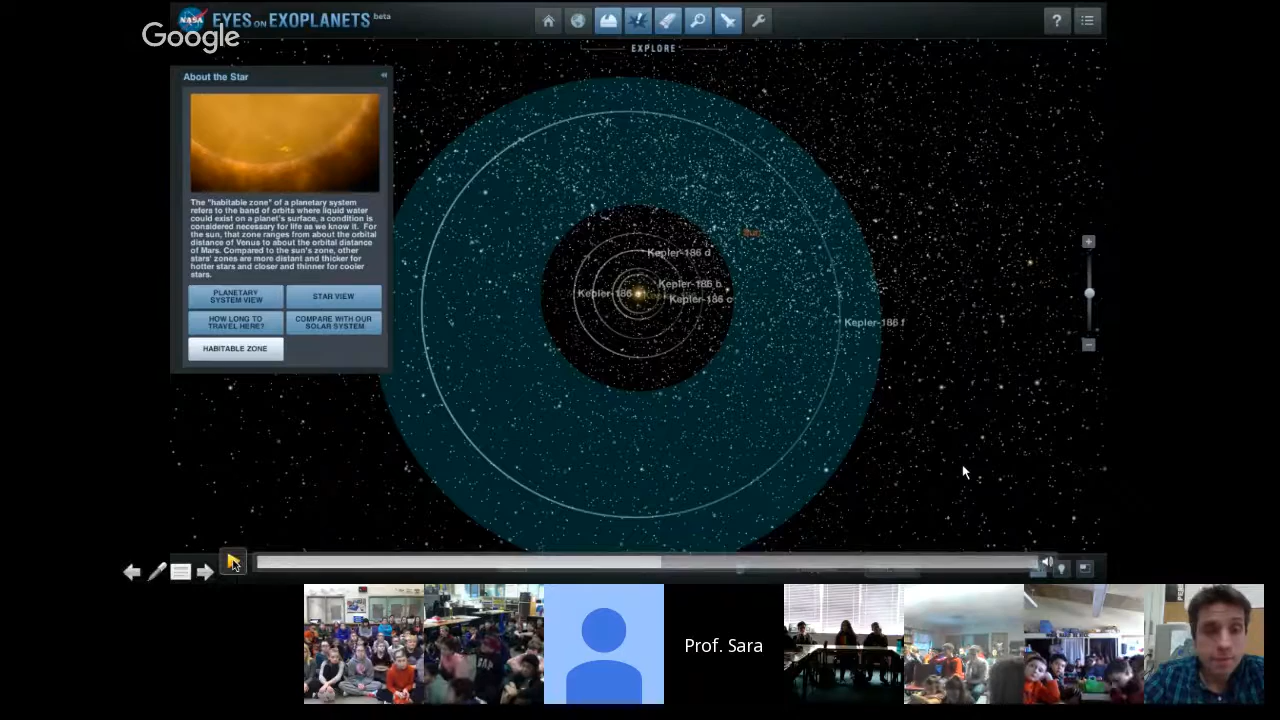 NASA EYES ON EXOPLANETS beta
Google
EXPLORE
About the Star
The "habitable zone" of a planetary system
refers to the band of orbits where liquid water
could exist on a planet's surface, a condition is
considered necessary for life as we know it. For
the sun, that zone ranges from about the orbital
distance of Venus to about the orbital distance
of Mars. Compared to the sun's zone, other
stars' zones are more distant and thicker for
hotter stars and closer and thinner for cooler
stars.
PLANETARY
SYSTEM VIEW
STAR VIEW
HOW LONG TO
TRAVEL HERE?
COMPARE WITH OUR
SOLAR SYSTEM
HABITABLE ZONE
Sun
Kepler-186 d
Kepler-186 b
Kepler-186
Kepler-186 c
Kepler-186 f
Prof. Sara